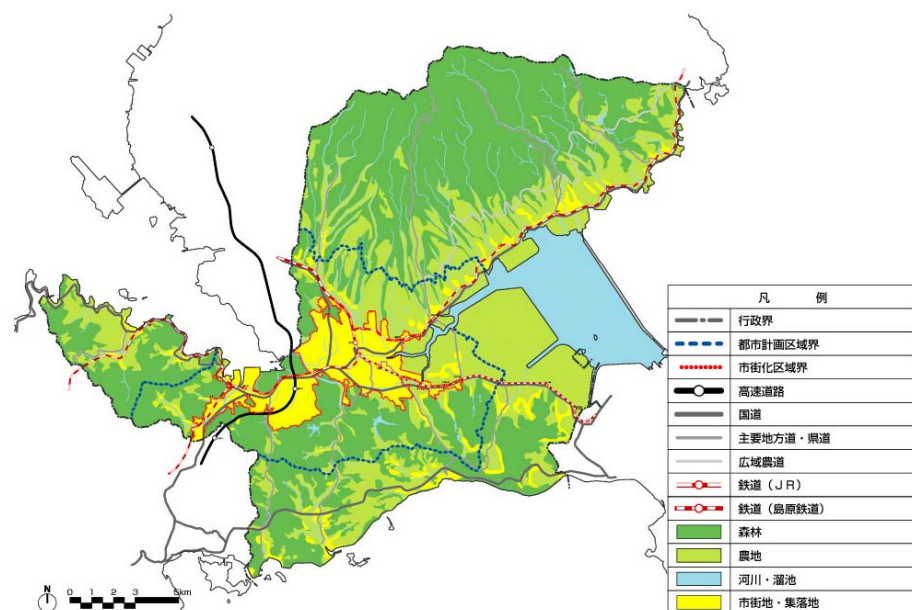 凡　例
行政界
都市計画区域界
市街化区域界
高速道路
国道
主要地方道・県道
広域農道
鉄道（ＪＲ）
鉄道（島原鉄道）
森林
農地
河川・溜池
市街地・集落地
N
0 1 2 3 5km